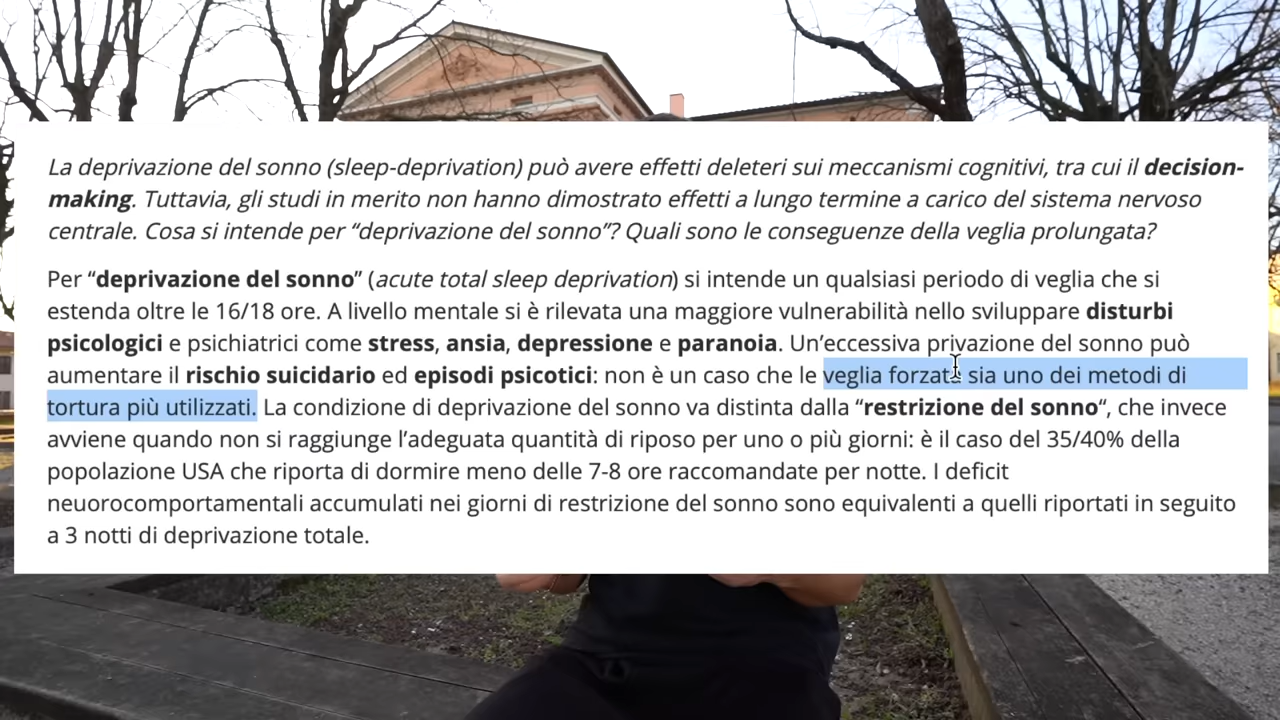 La deprivazione del sonno (sleep-deprivation) può avere effetti deleteri sui meccanismi cognitivi, tra cui il decision-
making. Tuttavia, gli studi in merito non hanno dimostrato effetti a lungo termine a carico del sistema nervoso
centrale. Cosa si intende per “deprivazione del sonno”? Quali sono le conseguenze della veglia prolungata?
Per “deprivazione del sonno” (acute total sleep deprivation) si intende un qualsiasi periodo di veglia che si
estenda oltre le 16/18 ore. A livello mentale si è rilevata una maggiore vulnerabilità nello sviluppare disturbi
psicologici e psichiatrici come stress, ansia, depressione e paranoia. Un’eccessiva privazione del sonno può
aumentare il rischio suicidario ed episodi psicotici: non è un caso che le veglia forzata sia uno dei metodi di
tortura più utilizzati. La condizione di deprivazione del sonno va distinta dalla “restrizione del sonno“, che invece
avviene quando non si raggiunge l’adeguata quantità di riposo per uno o più giorni: è il caso del 35/40% della
popolazione USA che riporta di dormire meno delle 7-8 ore raccomandate per notte. I deficit
neuorocomportamentali accumulati nei giorni di restrizione del sonno sono equivalenti a quelli riportati in seguito
a 3 notti di deprivazione totale.